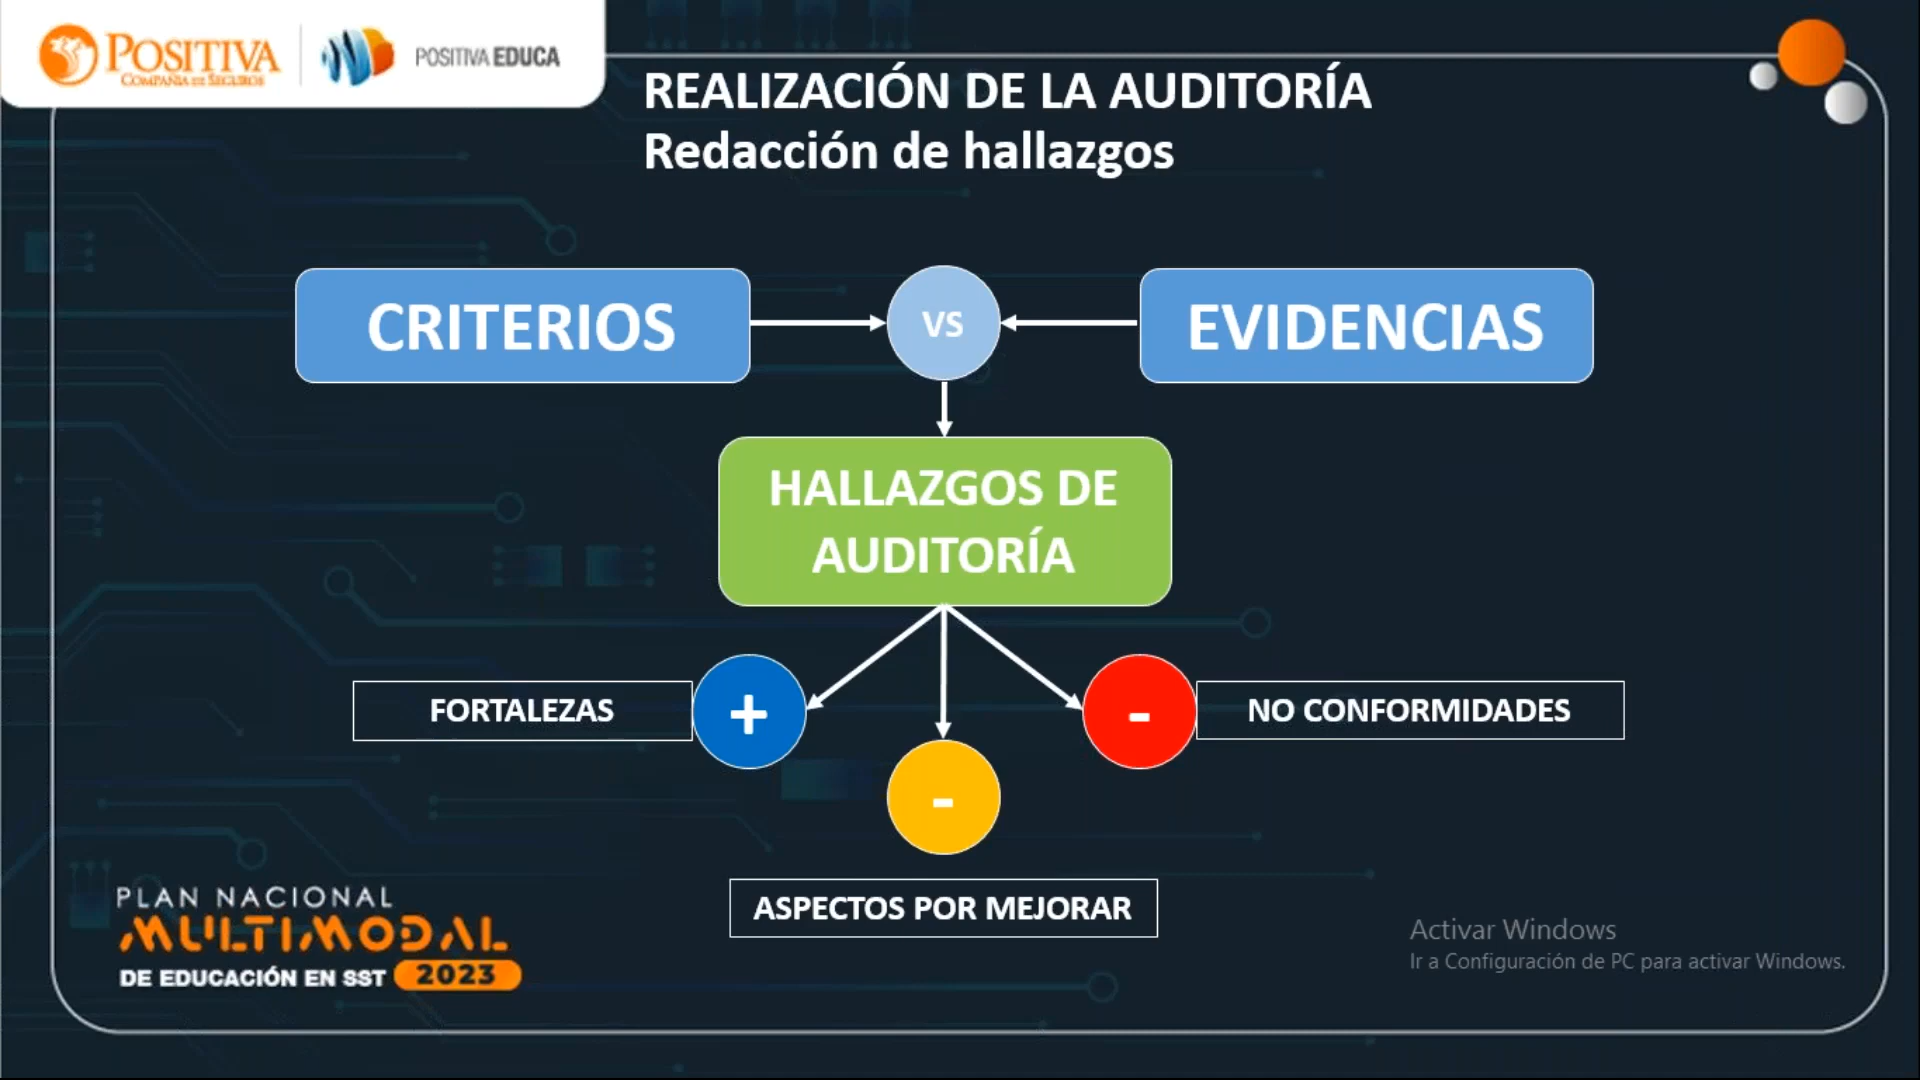 POSITIVA
COMPAÑIA DE SEGUROS
POSITIVA EDUCA
REALIZACIÓN DE LA AUDITORÍA
Redacción de hallazgos
CRITERIOS
VS
EVIDENCIAS
HALLAZGOS DE
AUDITORÍA
FORTALEZAS
+
-
NO CONFORMIDADES
-
ASPECTOS POR MEJORAR
PLAN NACIONAL
MULTIMODAL
DE EDUCACIÓN EN SST 2023
Activar Windows
Ir a Configuración de PC para activar Windows.